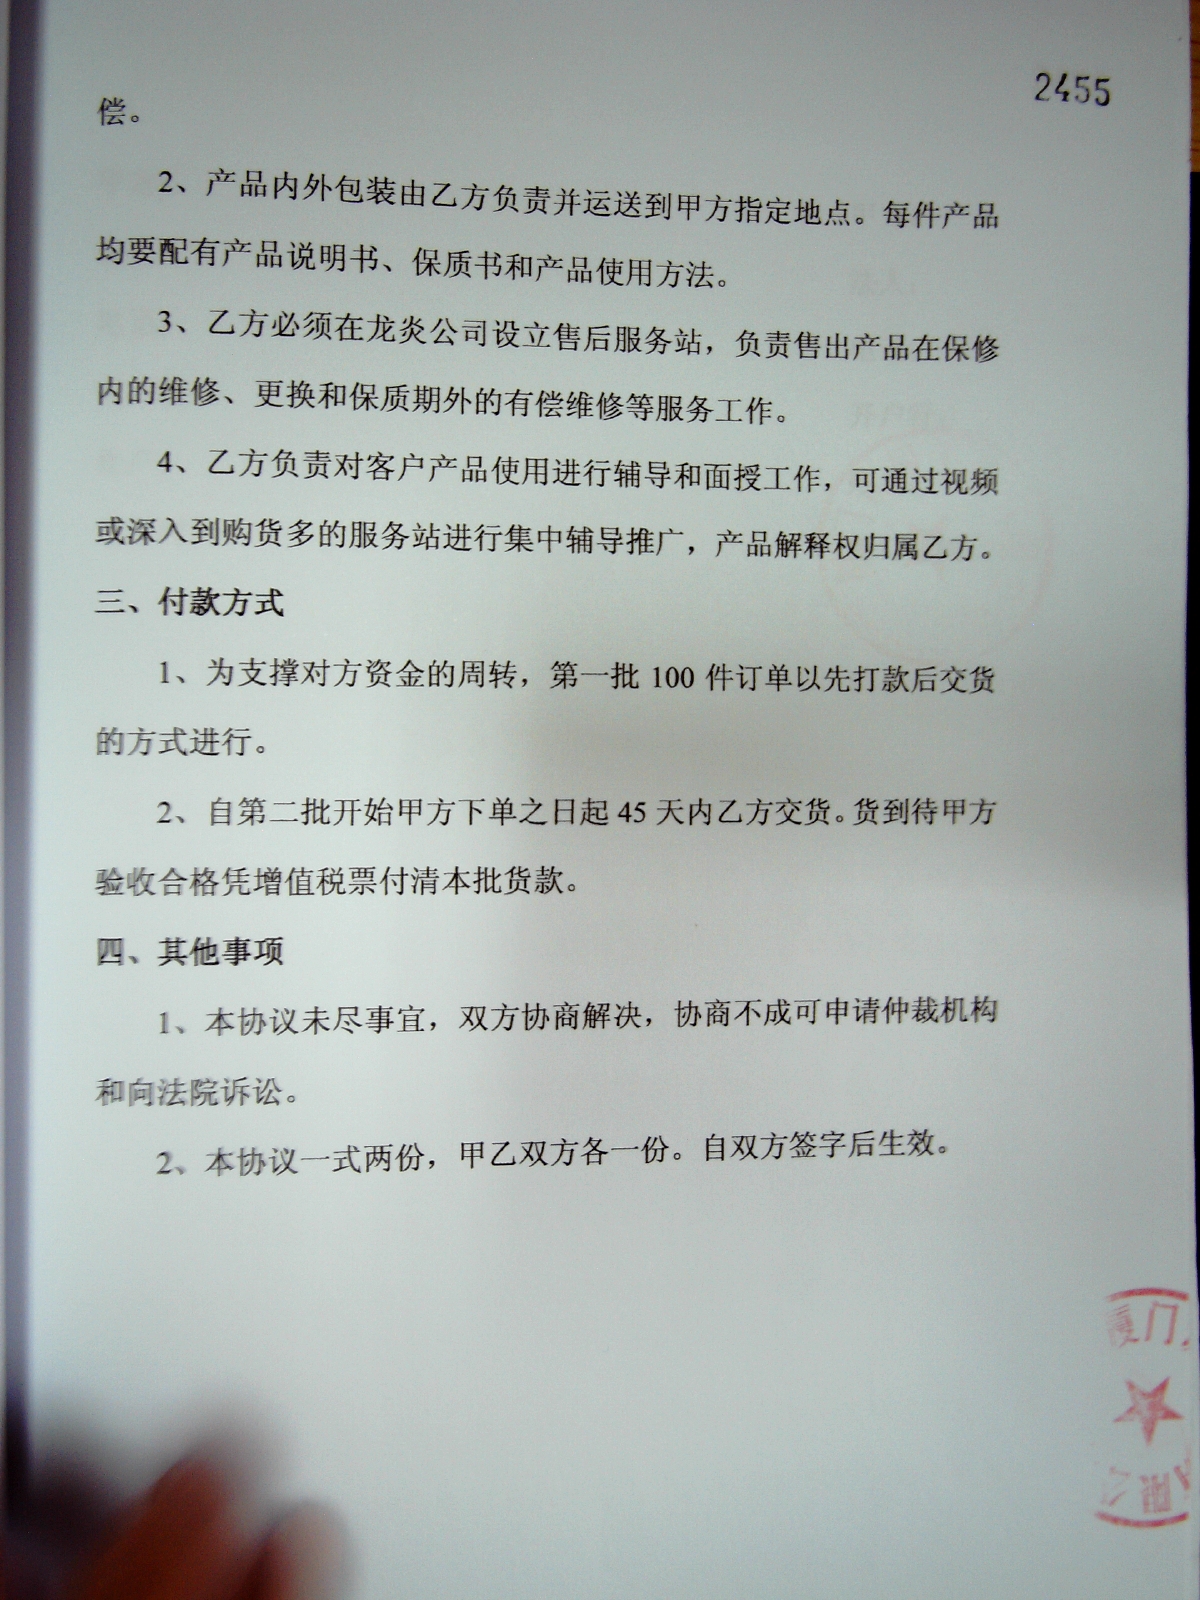 2455
偿。
2、产品内外包装由乙方负责并运送到甲方指定地点。每件产品
均要配有产品说明书、保质书和产品使用方法。
3、乙方必须在龙炎公司设立售后服务站，负责售出产品在保修
内的维修、更换和保质期外的有偿维修等服务工作。
4、乙方负责对客户产品使用进行辅导和面授工作，可通过视频
或深入到购货多的服务站进行集中辅导推广，产品解释权归属乙方。
三、付款方式
1、为支撑对方资金的周转，第一批 100 件订单以先打款后交货
的方式进行。
2、自第二批开始甲方下单之日起 45 天内乙方交货。货到待甲方
验收合格凭增值税票付清本批货款。
四、其他事项
1、本协议未尽事宜，双方协商解决，协商不成可申请仲裁机构
和向法院诉讼。
2、本协议一式两份，甲乙双方各一份。自双方签字后生效。
厦门
限公